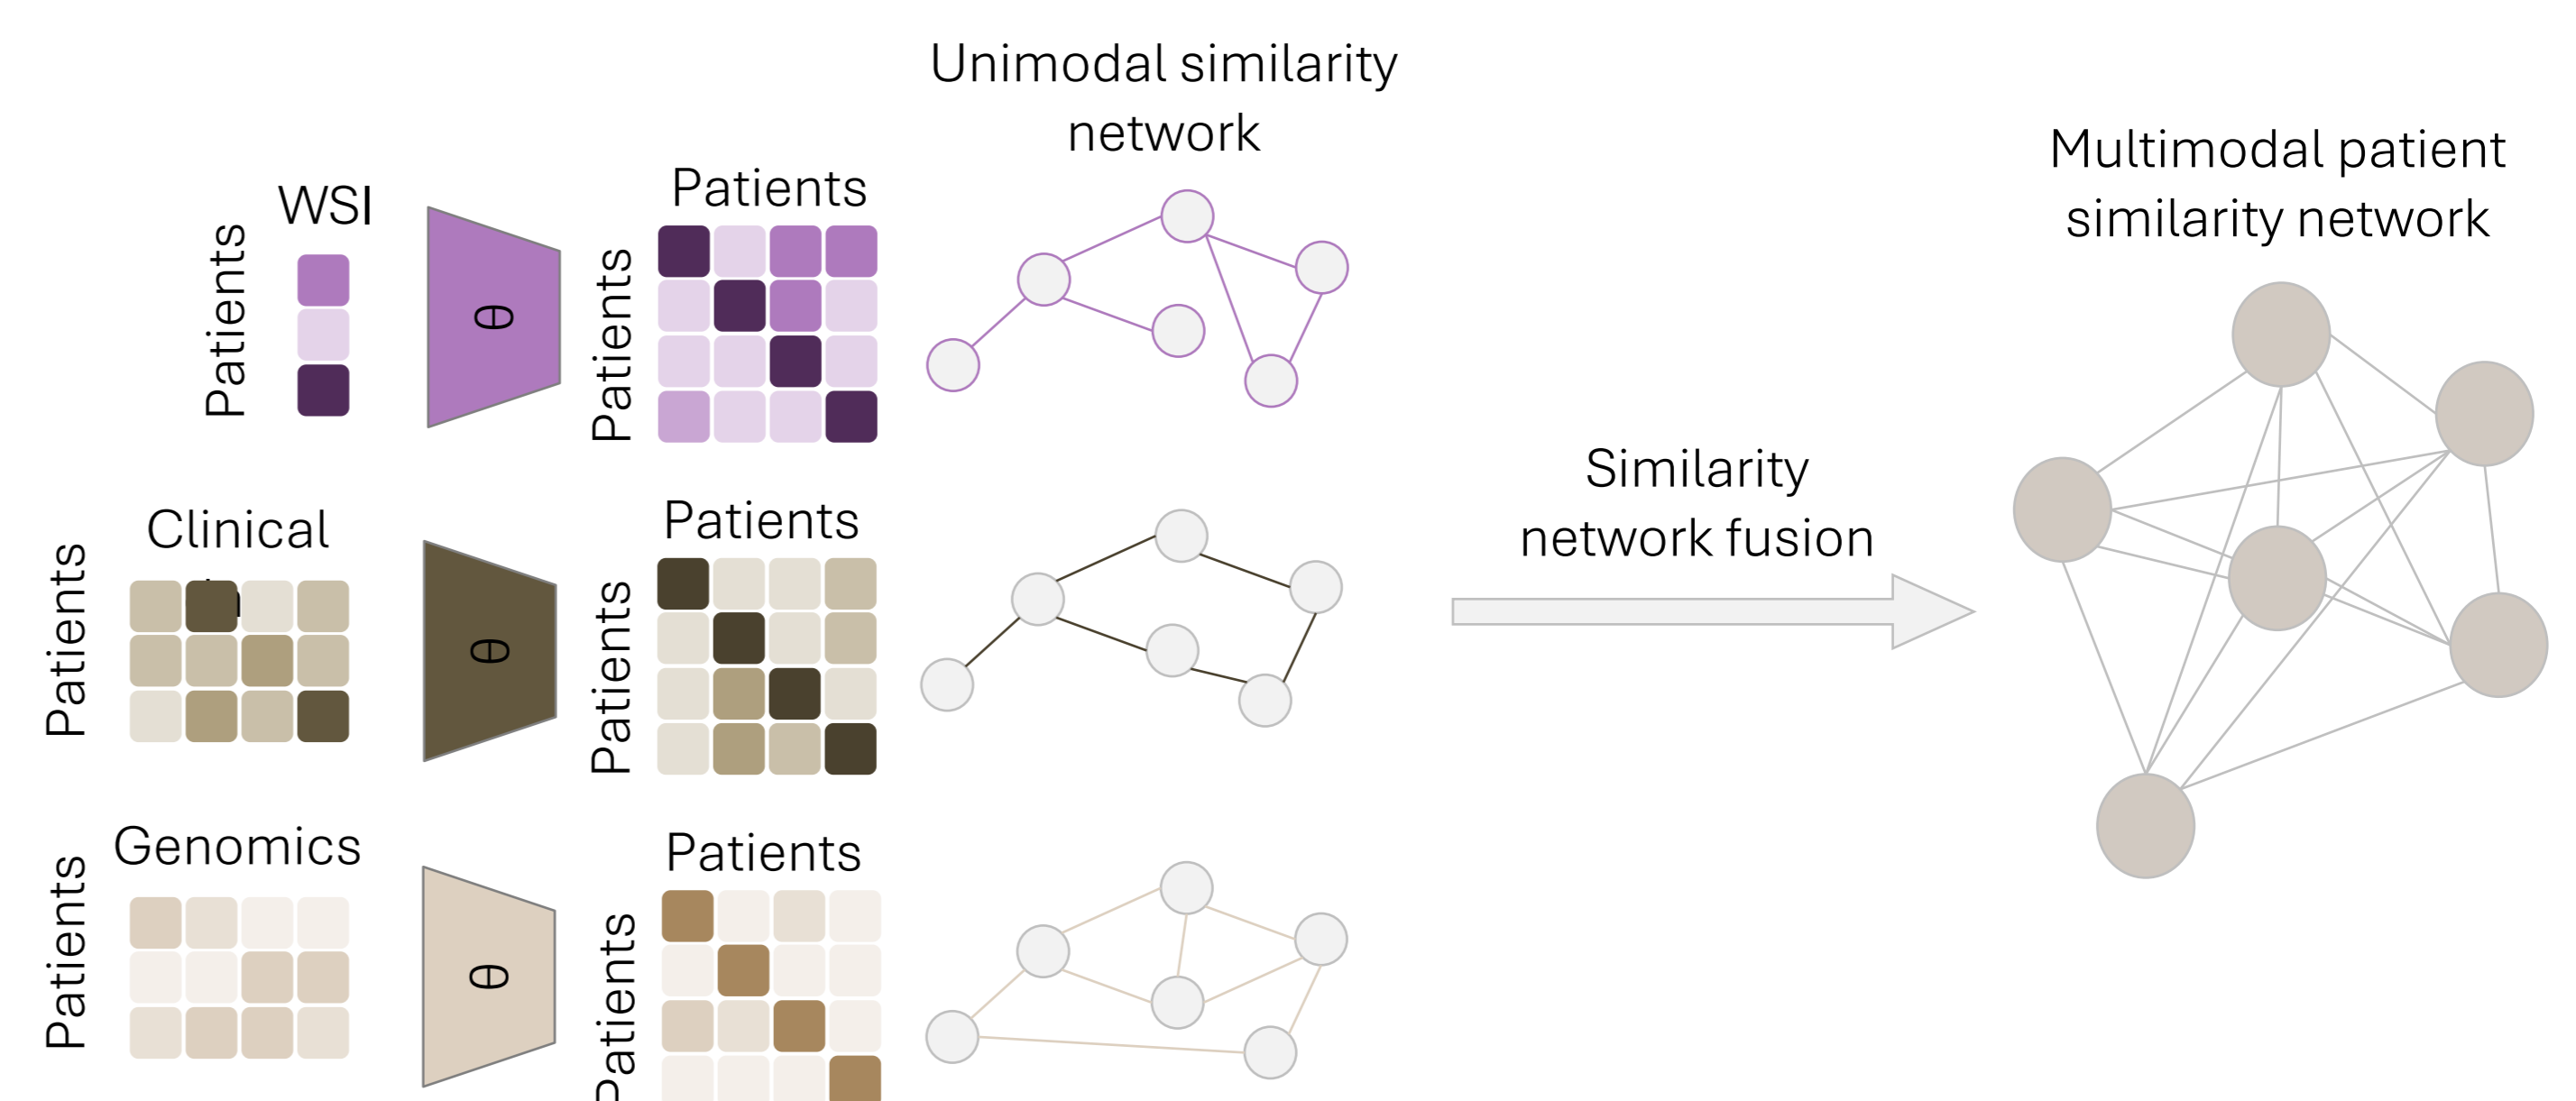 Unimodal similarity
network
Multimodal patient
similarity network
WSI
Patients
θ
Patients
Patients
Similarity
network fusion
Clinical
Patients
θ
Patients
Patients
Genomics
Patients
θ
Patients
Patients